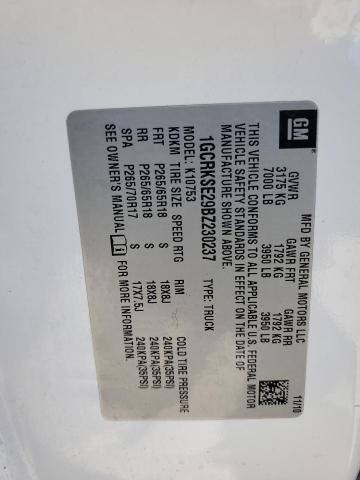 GM
MFD BY GENERAL MOTORS LLC 11/10
GVWR GAWR FRT GAWR RR
3175 KG 1792 KG 1792 KG
7000 LB 3950 LB 3950 LB
THIS VEHICLE CONFORMS TO ALL APPLICABLE U.S. FEDERAL MOTOR
VEHICLE SAFETY STANDARDS IN EFFECT ON THE DATE OF
MANUFACTURE SHOWN ABOVE.
1GCRKSE29BZ230237 TYPE: TRUCK
MODEL: K10753
KDKM TIRE SIZE SPEED RTG RIM COLD TIRE PRESSURE
FRT P265/65R18 S 18X8J 240KPA(35PSI)
RR P265/65R18 S 18X8J 240KPA(35PSI)
SPA P265/70R17 S 17X7.5J 240KPA(35PSI)
SEE OWNER'S MANUAL FOR MORE INFORMATION.